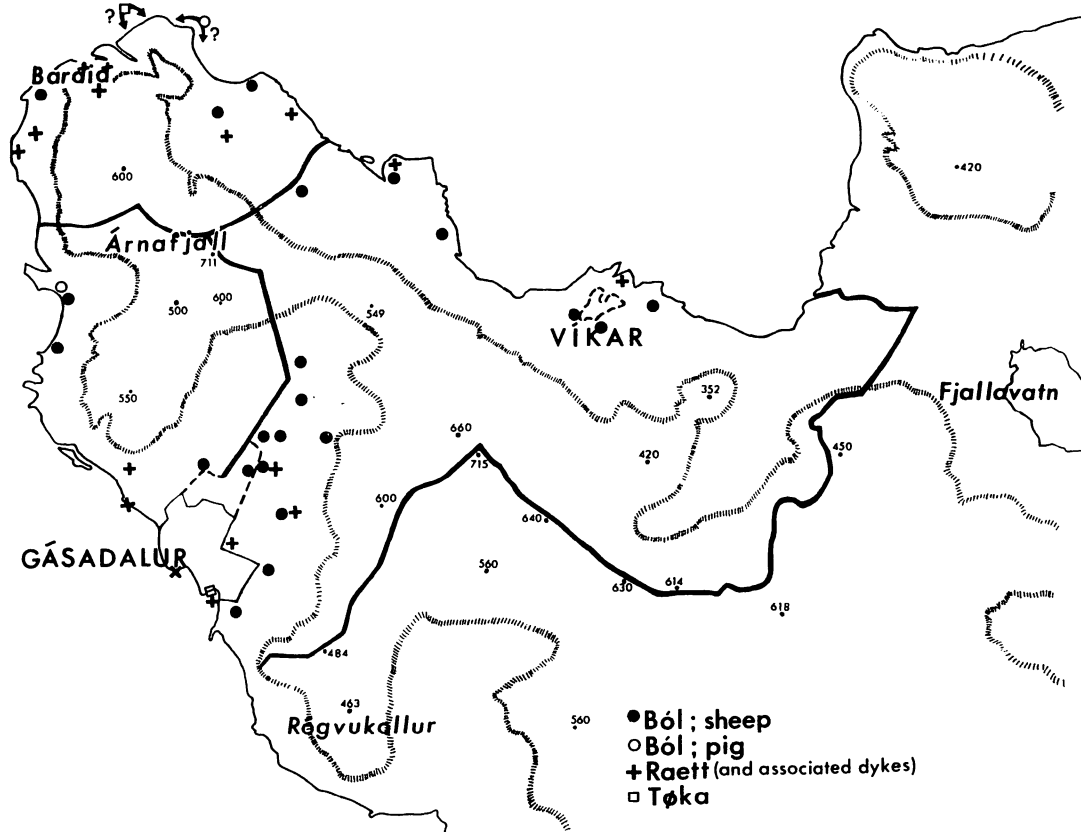 ?
?
Bárðið
600
420
Árnafjall
711
500
600
549
VÍKAR
550
352
Fjallavatn
660
715
420
450
600
640
GÁSADALUR
560
630
614
618
484
463
Rógvukollur
560
Ból ; sheep
Ból ; pig
Raett (and associated dykes)
Tøka